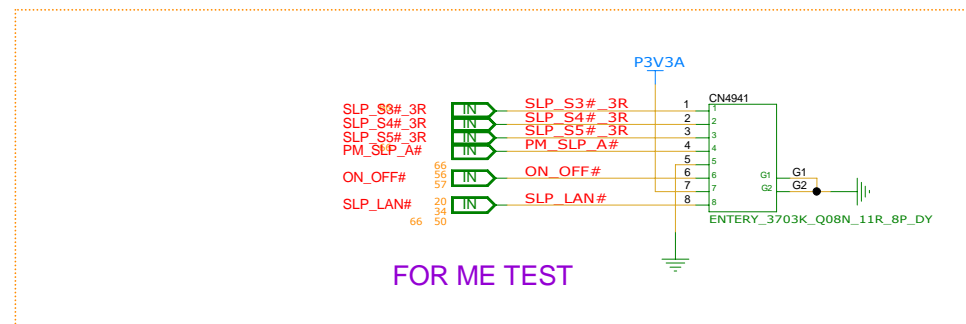 P3V3A
CN4941
SLP_S3#_3R IN SLP_S3#_3R 1 1
SLP_S4#_3R IN SLP_S4#_3R 2 2
SLP_S5#_3R IN SLP_S5#_3R 3 3
PM_SLP_A# IN PM_SLP_A# 4 4
66 5 5
ON_OFF# 56 IN ON_OFF# 6 6 G1 G1
57 7 7 G2 G2
SLP_LAN# 20 IN SLP_LAN# 8 8
34
66 50
ENTERY_3703K_Q08N_11R_8P_DY
FOR ME TEST